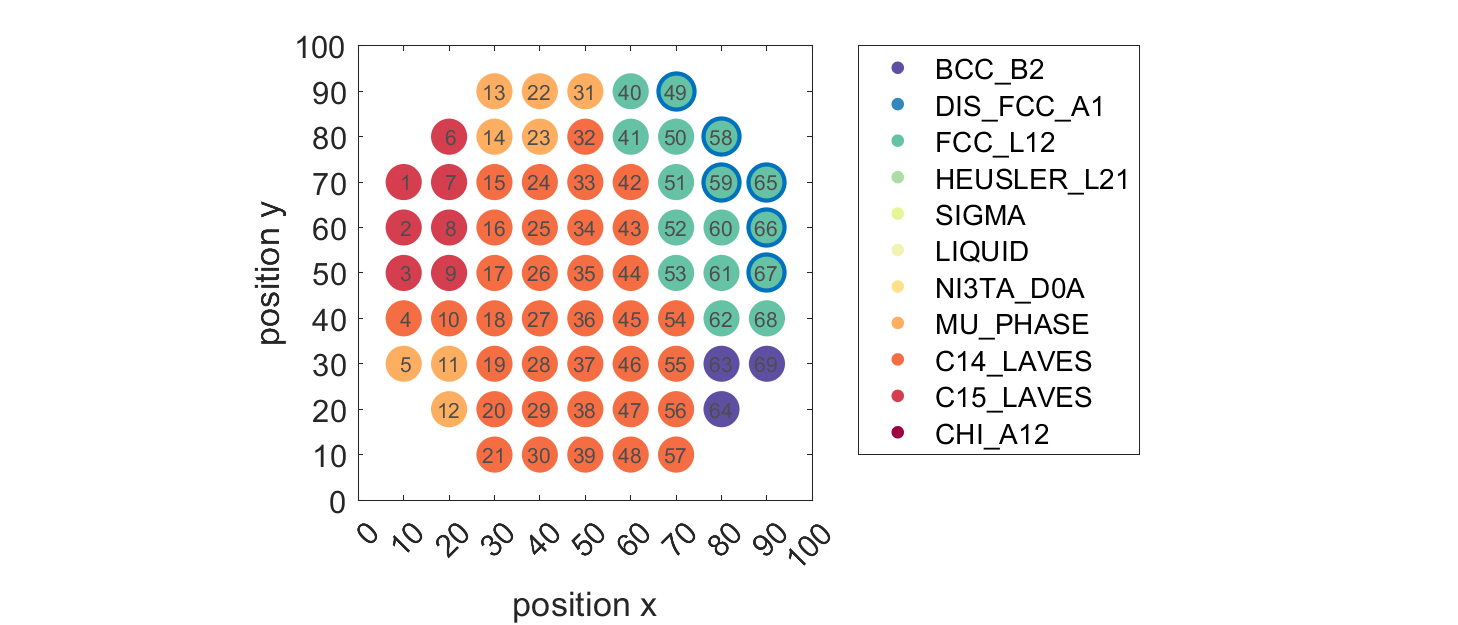 100
90 13 22 31 40 49
80 6 14 23 32 41 50 58
70 1 7 15 24 33 42 51 59 65
60 2 8 16 25 34 43 52 60 66
50 3 9 17 26 35 44 53 61 67
40 4 10 18 27 36 45 54 62 68
30 5 11 19 28 37 46 55 63 69
20 12 20 29 38 47 56 64
10 21 30 39 48 57
0
0 10 20 30 40 50 60 70 80 90 100
position x
position y
BCC_B2
DIS_FCC_A1
FCC_L12
HEUSLER_L21
SIGMA
LIQUID
NI3TA_D0A
MU_PHASE
C14_LAVES
C15_LAVES
CHI_A12